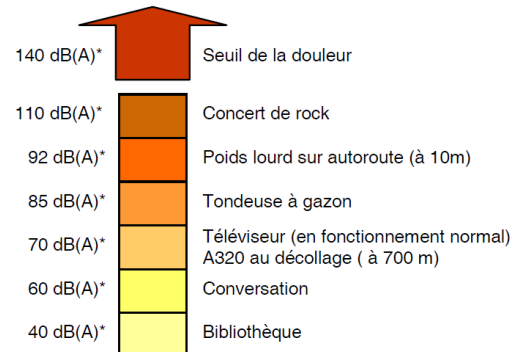 140 dB(A)* Seuil de la douleur
110 dB(A)* Concert de rock
92 dB(A)* Poids lourd sur autoroute (à 10m)
85 dB(A)* Tondeuse à gazon
70 dB(A)* Téléviseur (en fonctionnement normal)
A320 au décollage ( à 700 m)
60 dB(A)* Conversation
40 dB(A)* Bibliothèque